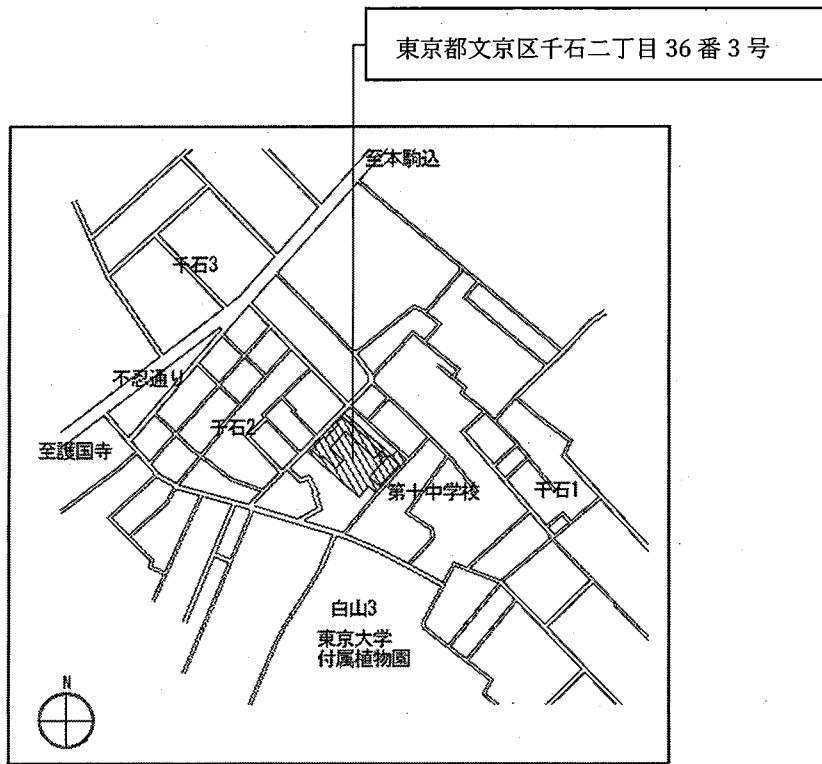 東京都文京区千石二丁目 36 番 3 号
至本駒込
千石3
不忍通り
千石2
至護国寺
第十中学校
千石1
白山3
東京大学
付属植物園
N